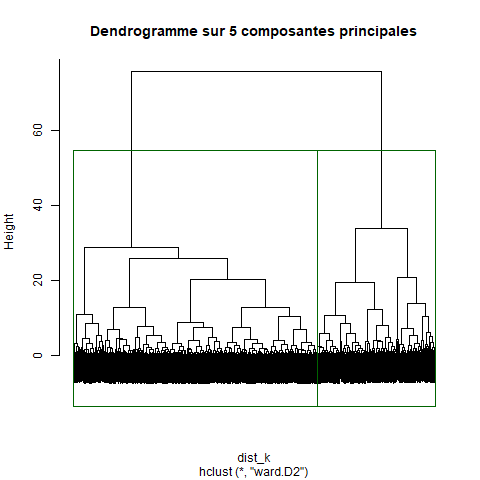 Dendrogramme sur 5 composantes principales
Height
60
40
20
0
dist_k
hclust (*, "ward.D2")